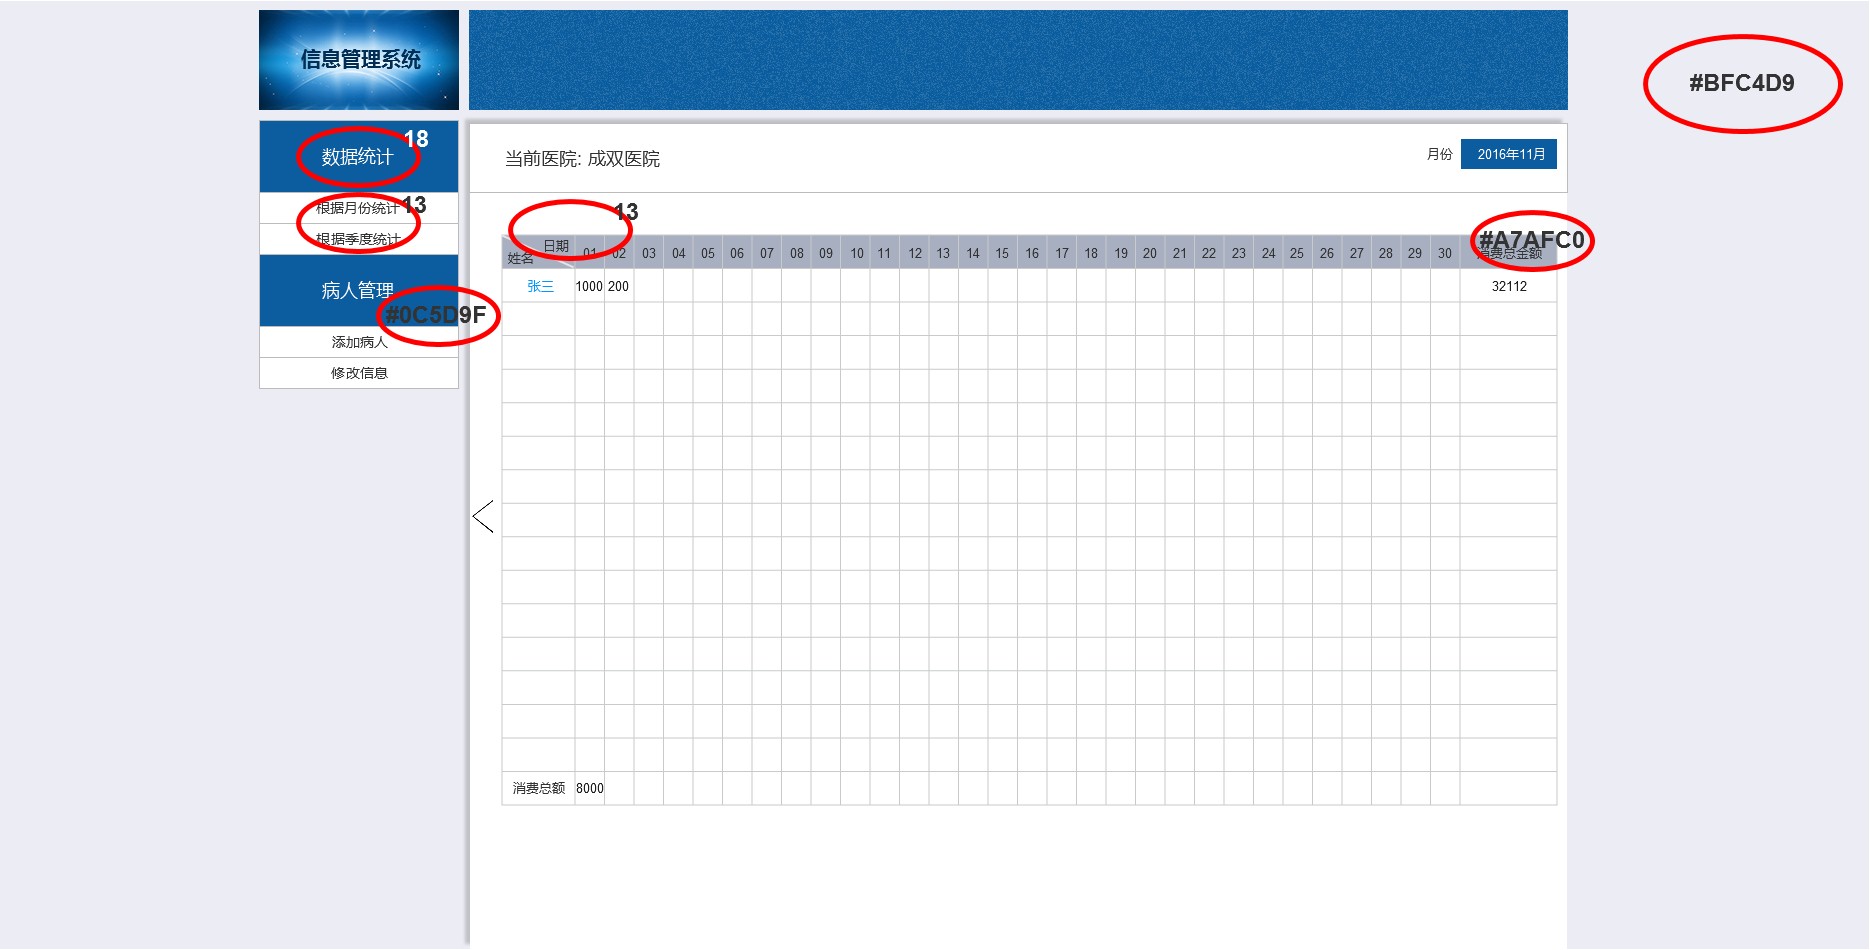 信息管理系统
#BFC4D9
数据统计
18
根据月份统计
13
根据季度统计
病人管理
#0C5D9F
添加病人
修改信息
当前医院: 成双医院
月份 2016年11月
13
日期
姓名
01 02 03 04 05 06 07 08 09 10 11 12 13 14 15 16 17 18 19 20 21 22 23 24 25 26 27 28 29 30 消费总金额
#A7AFC0
张三 1000 200 32112
消费总额 8000